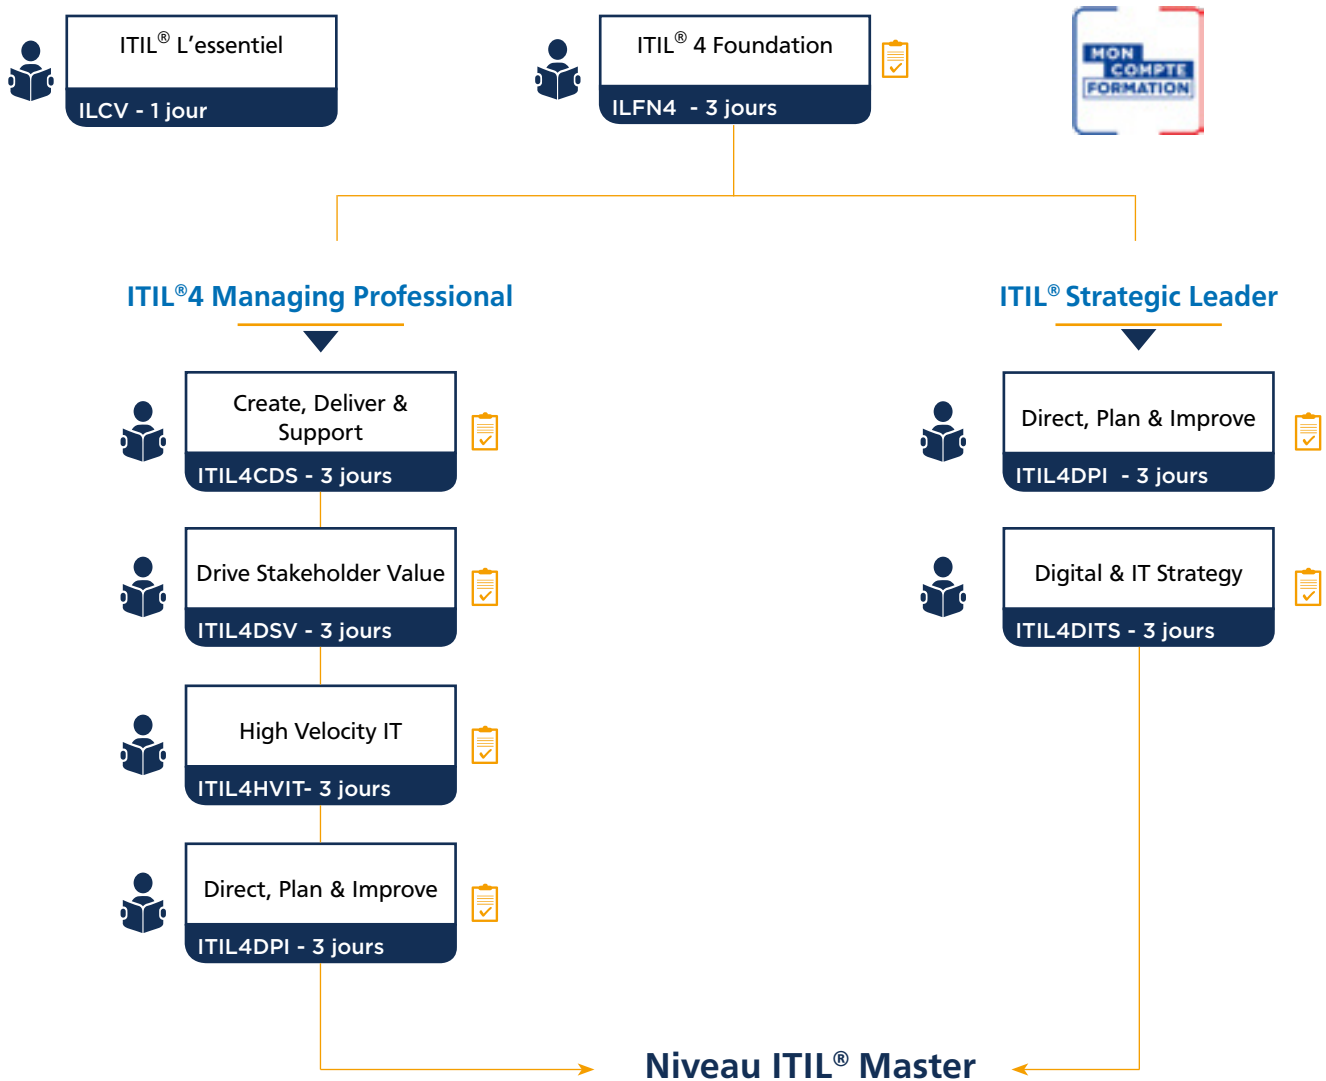 ITIL® L’essentiel
ILCV - 1 jour
ITIL® 4 Foundation
ILFN4 - 3 jours
MON
COMPTE
FORMATION
ITIL®4 Managing Professional
ITIL® Strategic Leader
Create, Deliver &
Support
ITIL4CDS - 3 jours
Direct, Plan & Improve
ITIL4DPI - 3 jours
Drive Stakeholder Value
ITIL4DSV - 3 jours
Digital & IT Strategy
ITIL4DITS - 3 jours
High Velocity IT
ITIL4HVIT- 3 jours
Direct, Plan & Improve
ITIL4DPI - 3 jours
Niveau ITIL® Master